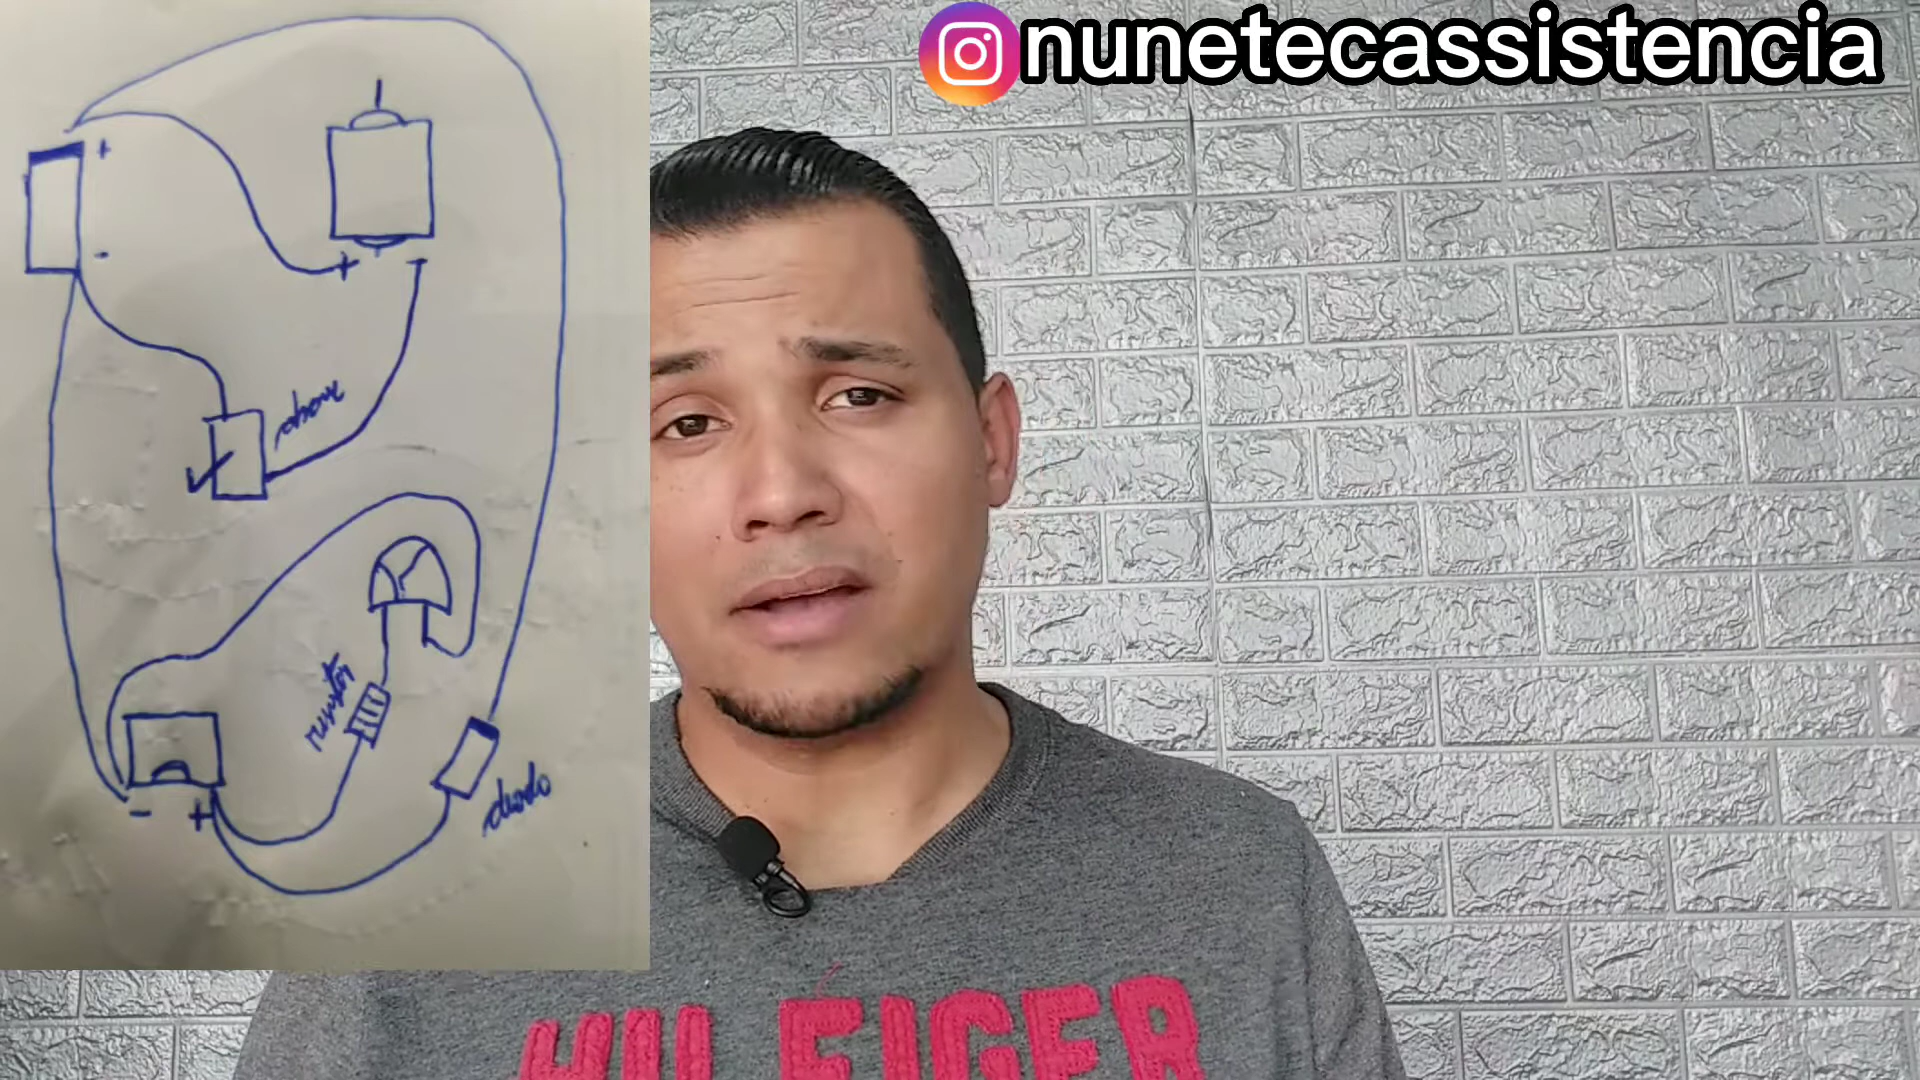 nunetecassistencia
+
-
+ -
chave
resistor
- +
diodo
HILFIGER